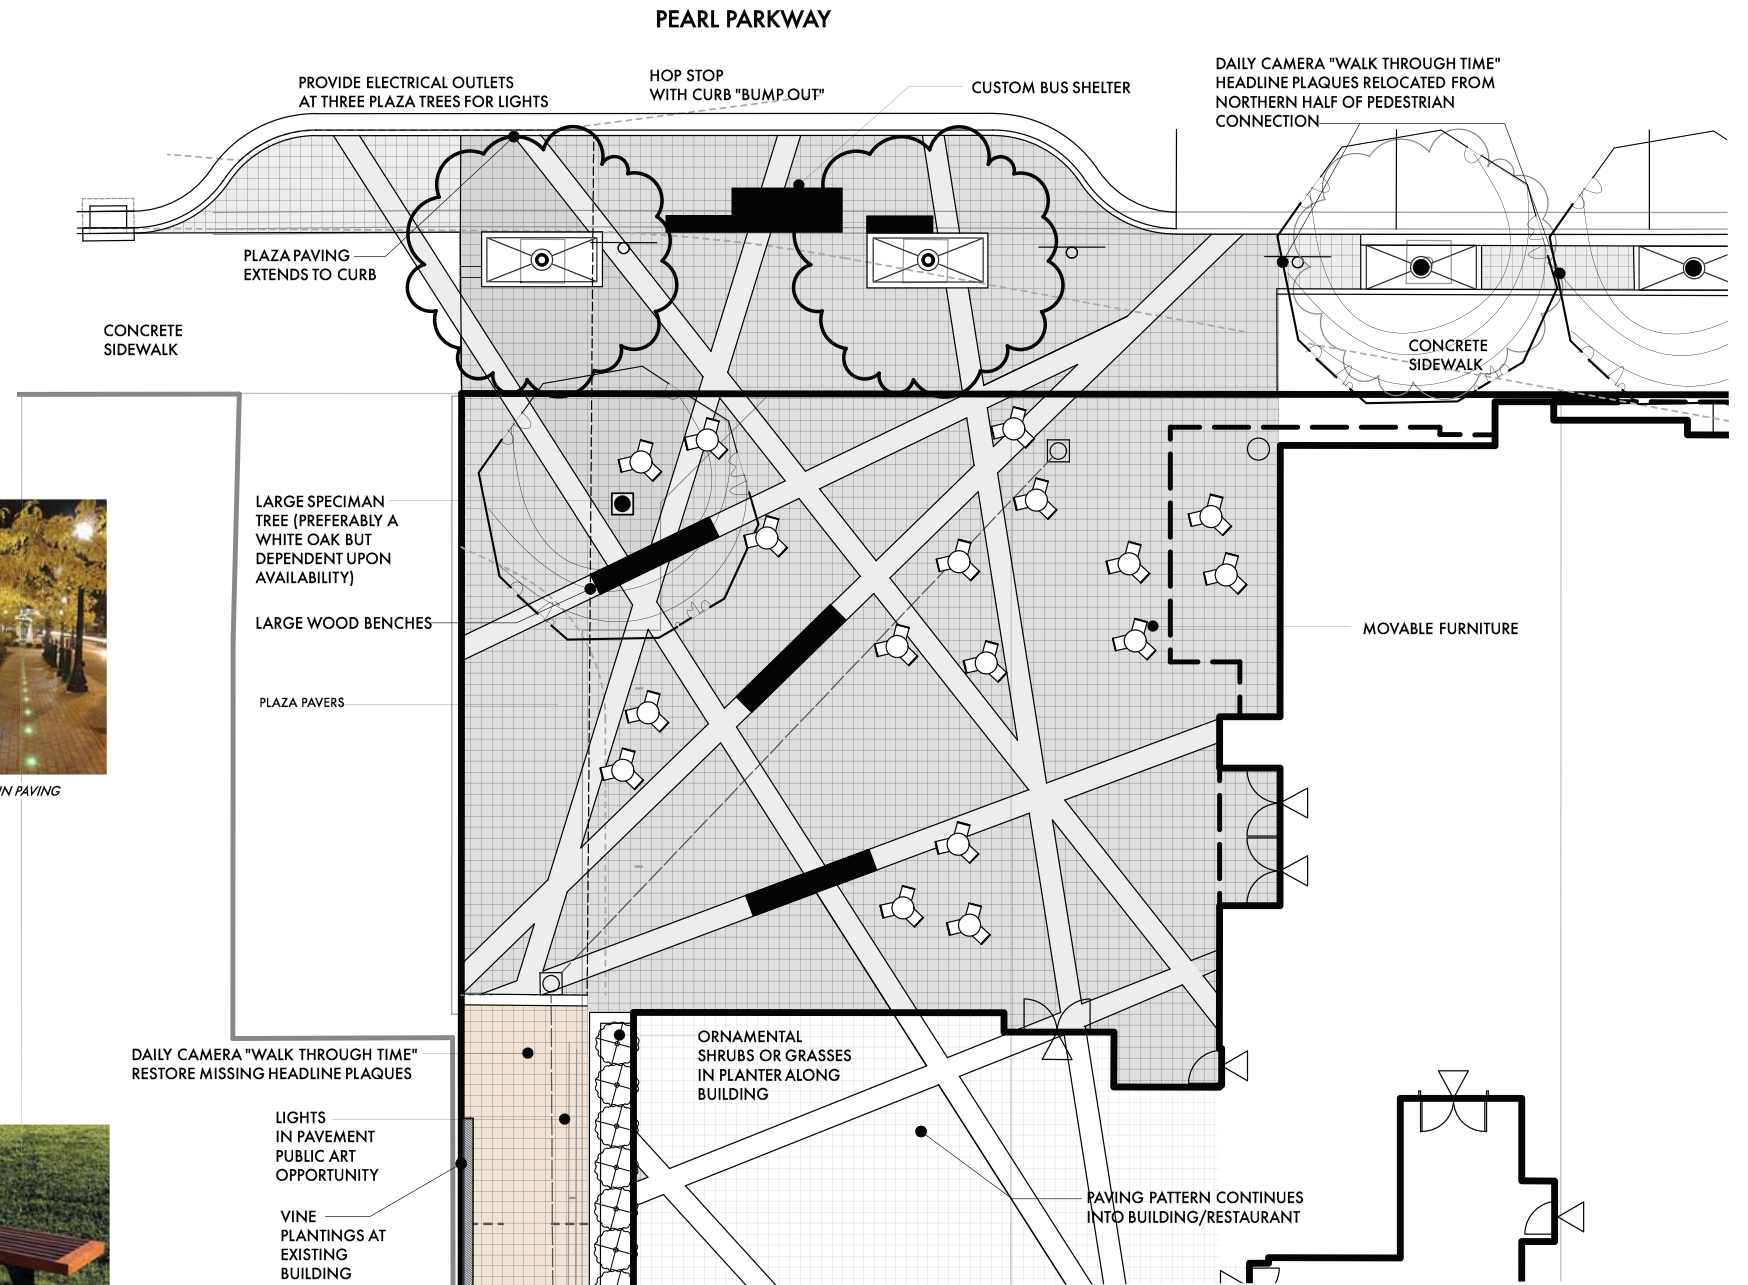 PEARL PARKWAY
PROVIDE ELECTRICAL OUTLETS
AT THREE PLAZA TREES FOR LIGHTS
HOP STOP
WITH CURB "BUMP OUT"
CUSTOM BUS SHELTER
DAILY CAMERA "WALK THROUGH TIME"
HEADLINE PLAQUES RELOCATED FROM
NORTHERN HALF OF PEDESTRIAN
CONNECTION
PLAZA PAVING
EXTENDS TO CURB
CONCRETE
SIDEWALK
CONCRETE
SIDEWALK
LARGE SPECIMAN
TREE (PREFERABLY A
WHITE OAK BUT
DEPENDENT UPON
AVAILABILITY)
LARGE WOOD BENCHES
MOVABLE FURNITURE
PLAZA PAVERS
IN PAVING
ORNAMENTAL
SHRUBS OR GRASSES
IN PLANTER ALONG
BUILDING
DAILY CAMERA "WALK THROUGH TIME"
RESTORE MISSING HEADLINE PLAQUES
LIGHTS
IN PAVEMENT
PUBLIC ART
OPPORTUNITY
PAVING PATTERN CONTINUES
INTO BUILDING/RESTAURANT
VINE
PLANTINGS AT
EXISTING
BUILDING